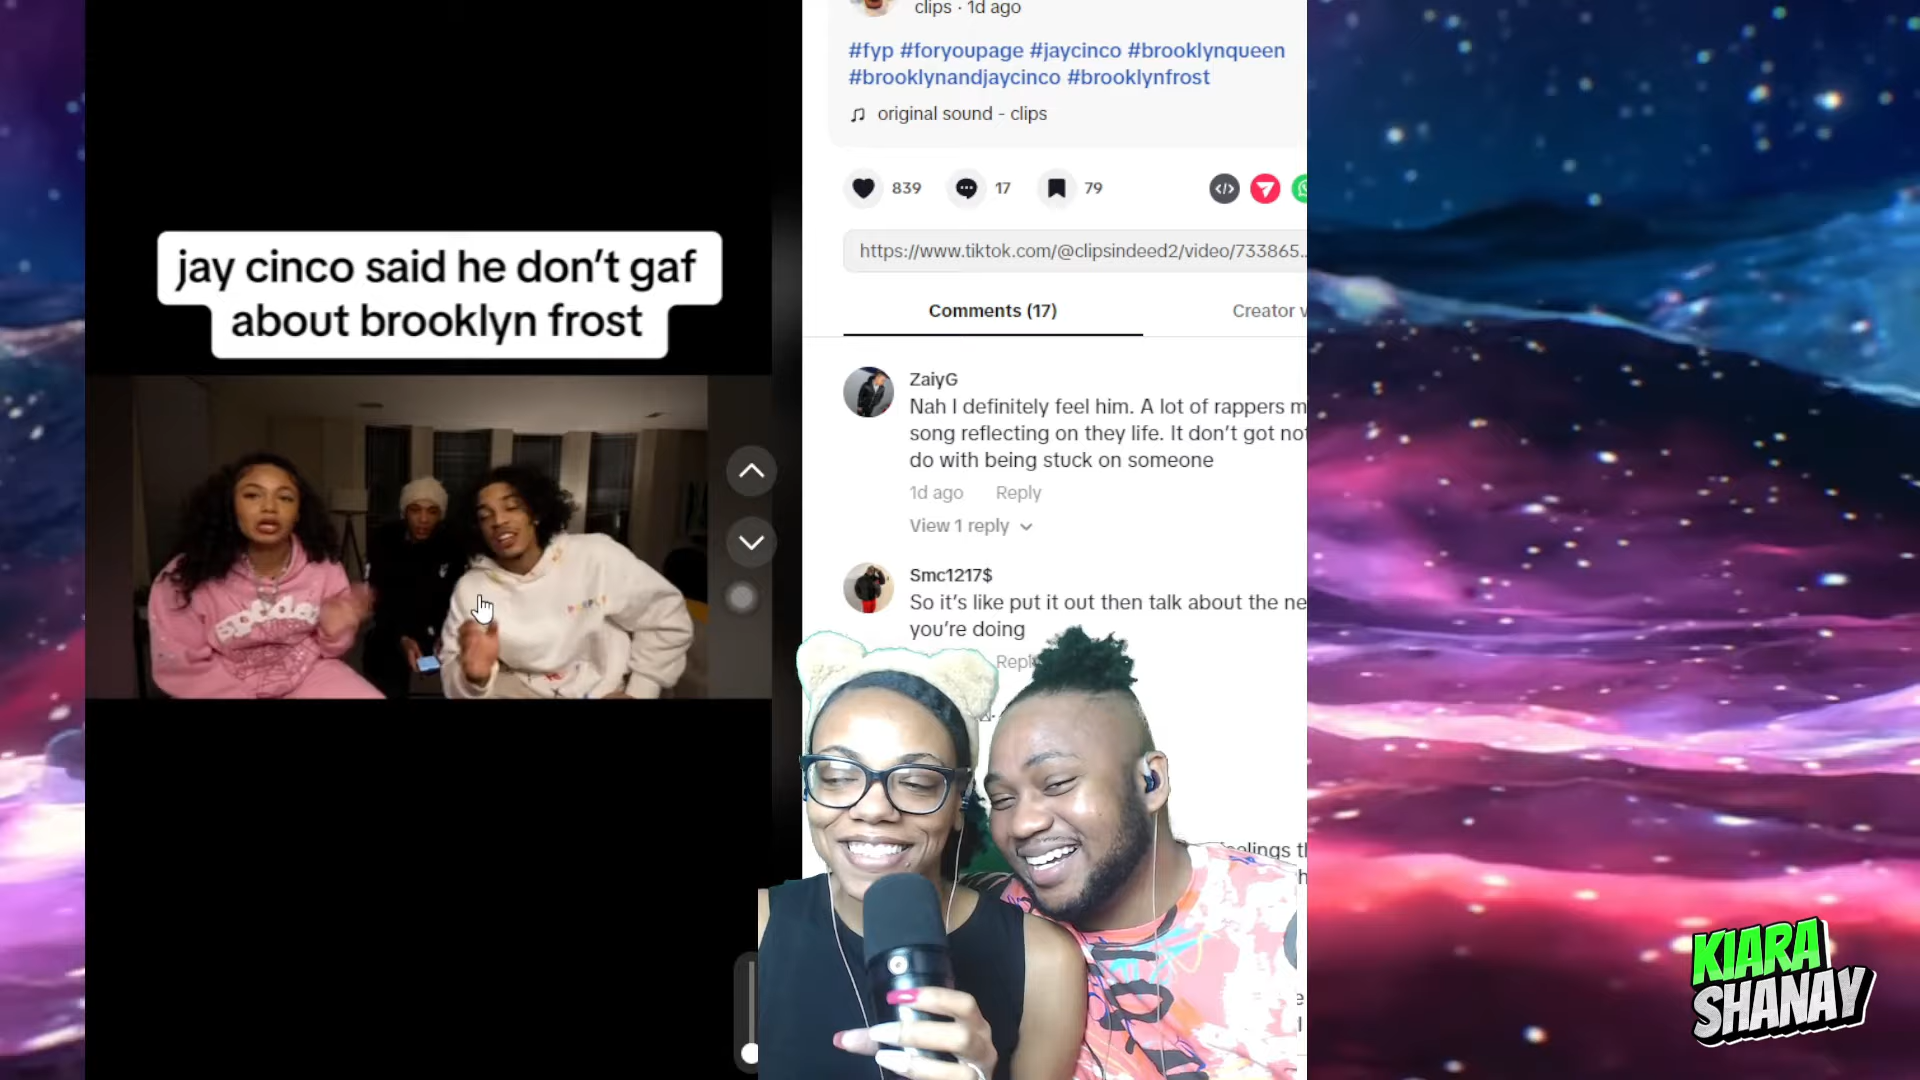 jay cinco said he don't gaf
about brooklyn frost
clips · 1d ago
#fyp #foryoupage #jaycinco #brooklynqueen
#brooklynandjaycinco #brooklynfrost
original sound - clips
839
17
79
https://www.tiktok.com/@clipsindeed2/video/733865...
Comments (17)
Creator
ZaiyG
Nah I definitely feel him. A lot of rappers
song reflecting on they life. It don't got
do with being stuck on someone
1d ago Reply
View 1 reply
Smc1217$
So it's like put it out then talk about the
you're doing
KIARA
SHANAY